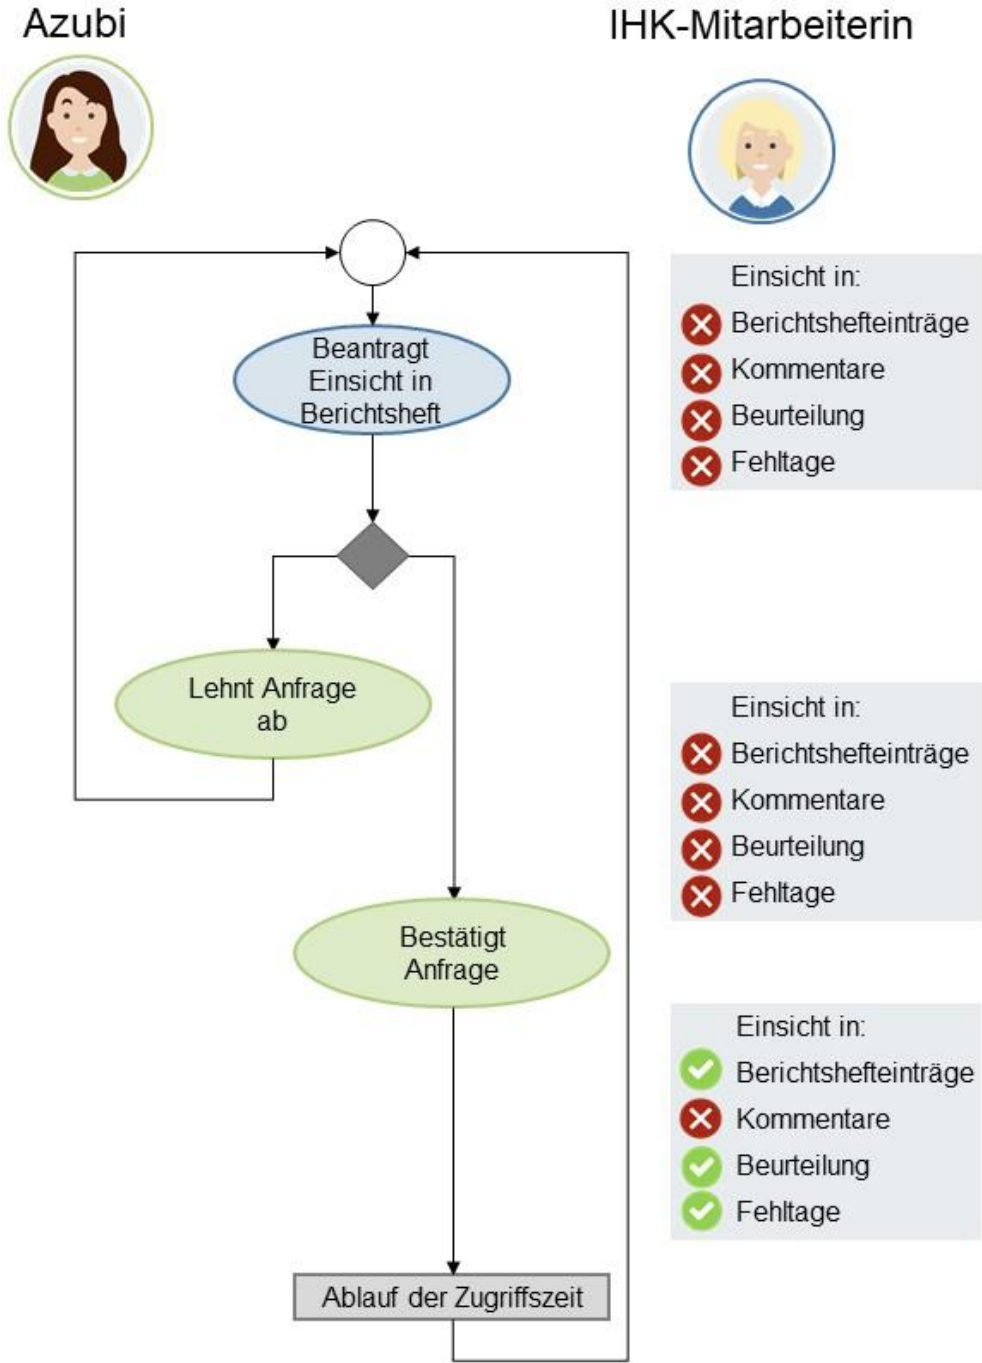 Azubi
IHK-Mitarbeiterin
Beantragt
Einsicht in
Berichtsheft
Einsicht in:
Berichtshefteinträge
Kommentare
Beurteilung
Fehltage
Lehnt Anfrage
ab
Einsicht in:
Berichtshefteinträge
Kommentare
Beurteilung
Fehltage
Bestätigt
Anfrage
Einsicht in:
Berichtshefteinträge
Kommentare
Beurteilung
Fehltage
Ablauf der Zugriffszeit